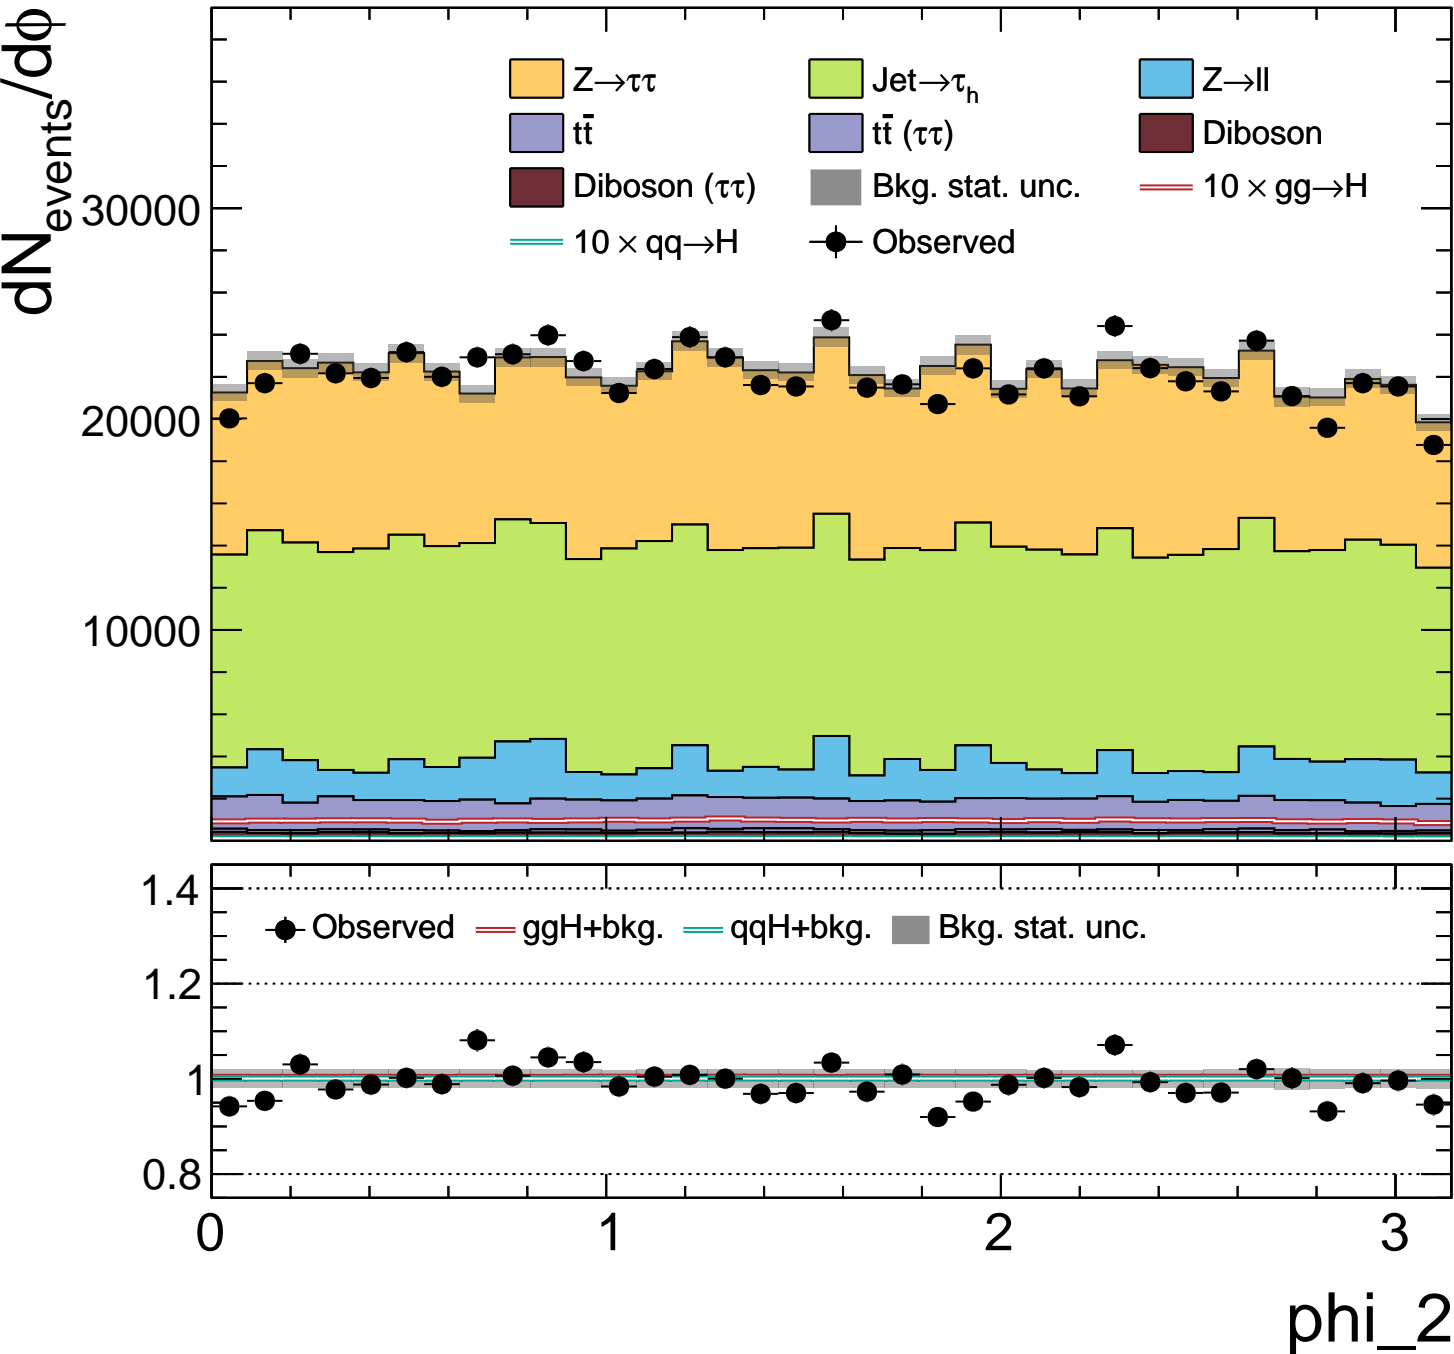 dN_events/dϕ
Z→ττ Jet→τ_h Z→ll
tt̄ tt̄ (ττ) Diboson
Diboson (ττ) Bkg. stat. unc. 10 × gg→H
10 × qq→H Observed
30000
20000
10000
1.4
Observed ggH+bkg. qqH+bkg. Bkg. stat. unc.
1.2
1
0.8
0 1 2 3
phi_2